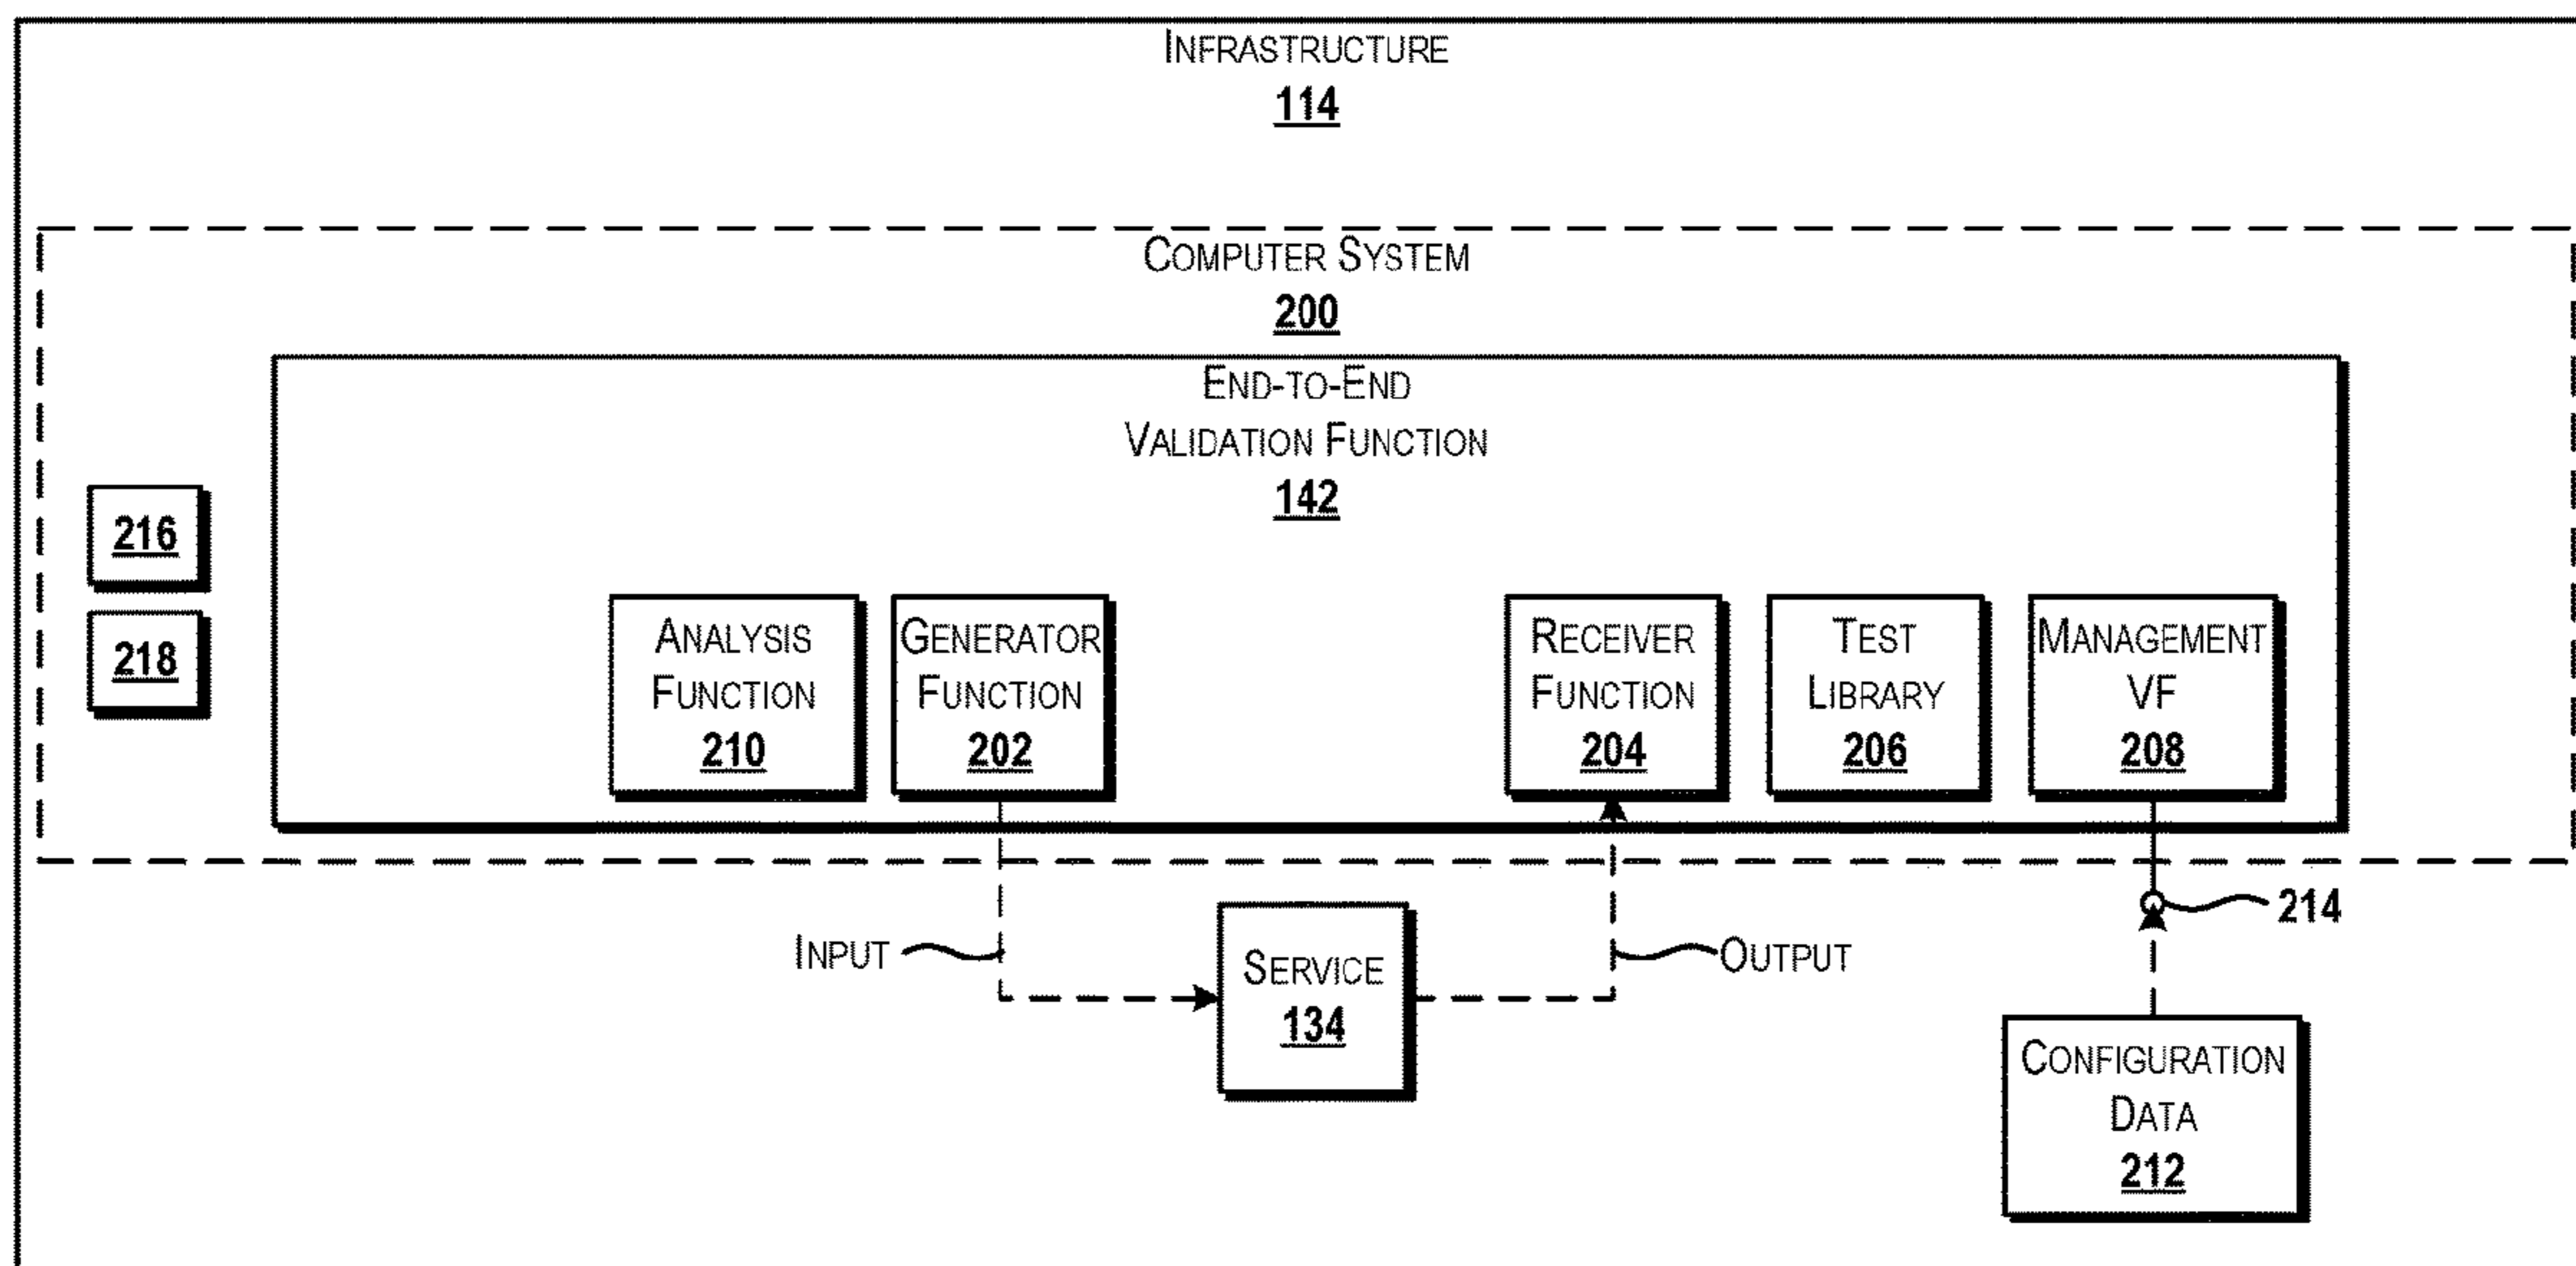 INFRASTRUCTURE
114
COMPUTER SYSTEM
200
END-TO-END
VALIDATION FUNCTION
142
216
218
ANALYSIS
FUNCTION
210
GENERATOR
FUNCTION
202
RECEIVER
FUNCTION
204
TEST
LIBRARY
206
MANAGEMENT
VF
208
214
INPUT
SERVICE
134
OUTPUT
CONFIGURATION
DATA
212